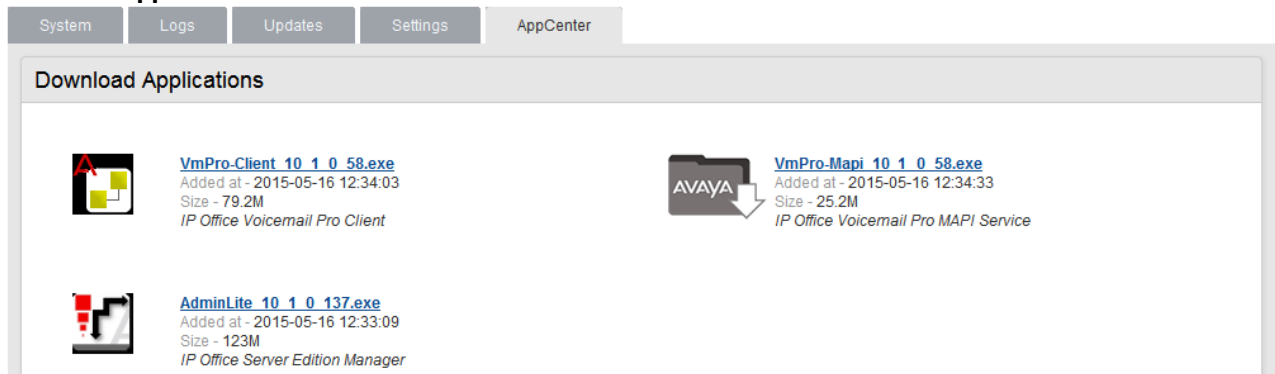 System Logs Updates Settings AppCenter
Download Applications
VmPro-Client_10_1_0_58.exe
Added at - 2015-05-16 12:34:03
Size - 79.2M
IP Office Voicemail Pro Client
AVAYA
VmPro-Mapi_10_1_0_58.exe
Added at - 2015-05-16 12:34:33
Size - 25.2M
IP Office Voicemail Pro MAPI Service
AdminLite_10_1_0_137.exe
Added at - 2015-05-16 12:33:09
Size - 123M
IP Office Server Edition Manager